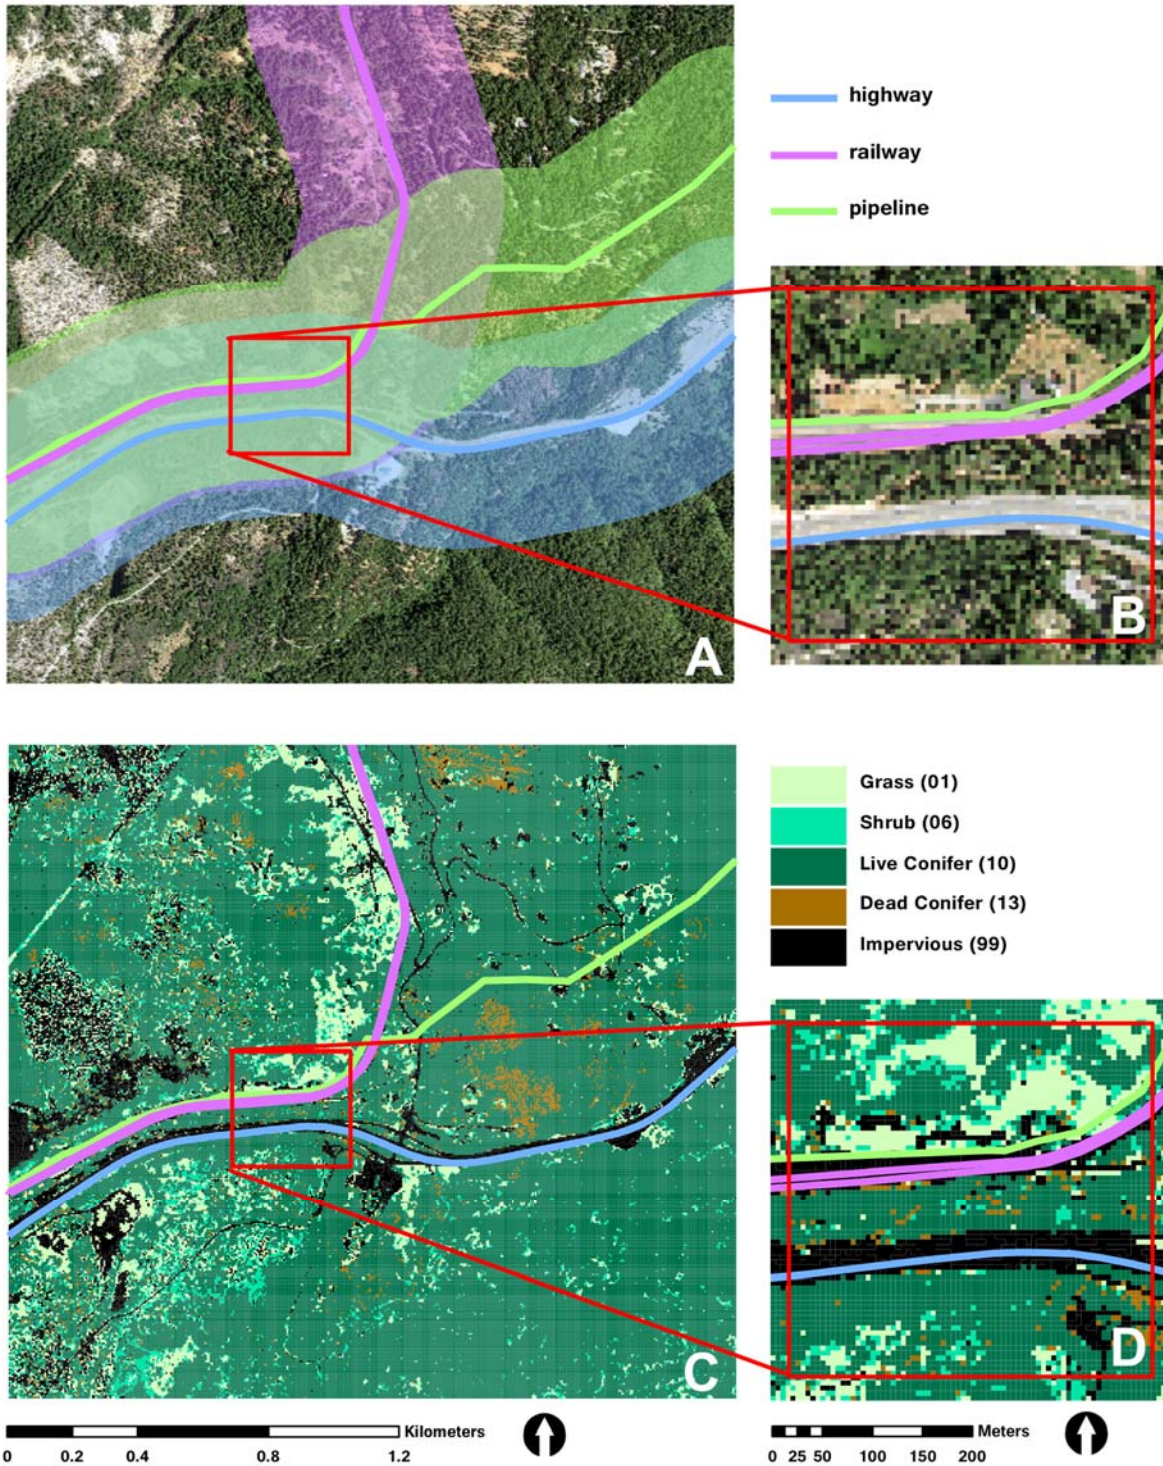 highway
railway
pipeline
A
B
Grass (01)
Shrub (06)
Live Conifer (10)
Dead Conifer (13)
Impervious (99)
C
D
Kilometers
0 0.2 0.4 0.8 1.2
Meters
0 25 50 100 150 200